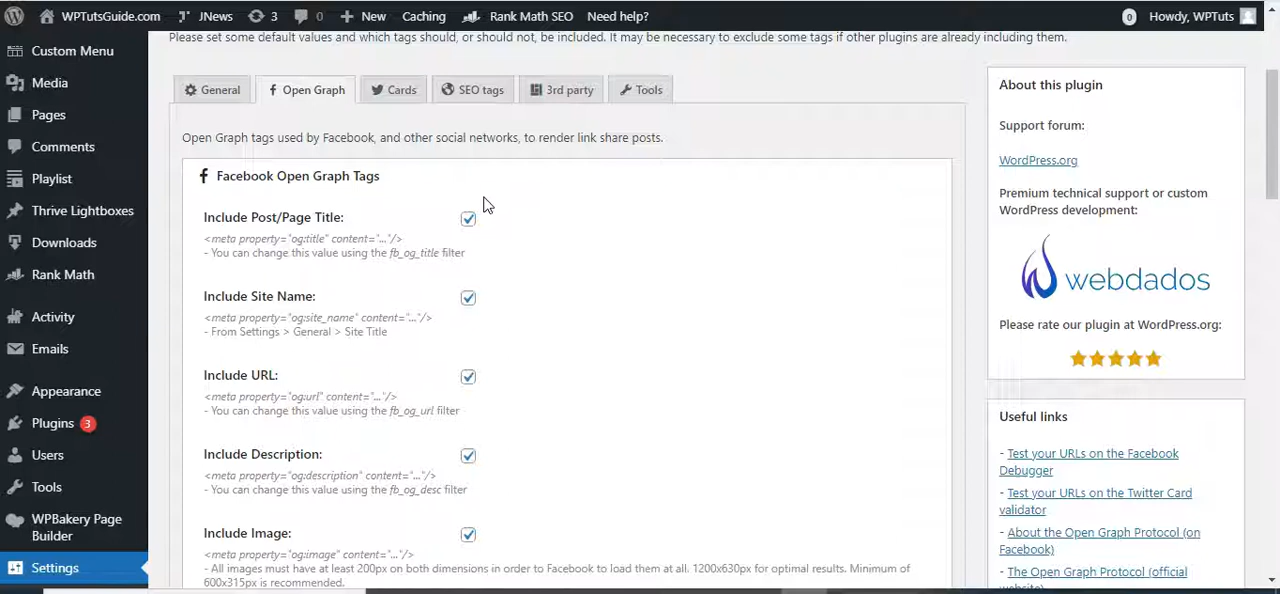 WPTutsGuide.com
JNews
3
0
New
Caching
Rank Math SEO
Need help?
0
Howdy, WPTuts
Custom Menu
Media
Pages
Comments
Playlist
Thrive Lightboxes
Downloads
Rank Math
Activity
Emails
Appearance
Plugins 3
Users
Tools
WPBakery Page
Builder
Settings
Please set some default values and which tags should, or should not, be included. It may be necessary to exclude some tags if other plugins are already including them.
General
Open Graph
Cards
SEO tags
3rd party
Tools
Open Graph tags used by Facebook, and other social networks, to render link share posts.
Facebook Open Graph Tags
Include Post/Page Title:
<meta property="og:title" content="..."/>
- You can change this value using the fb_og_title filter
Include Site Name:
<meta property="og:site_name" content="..."/>
- From Settings > General > Site Title
Include URL:
<meta property="og:url" content="..."/>
- You can change this value using the fb_og_url filter
Include Description:
<meta property="og:description" content="..."/>
- You can change this value using the fb_og_desc filter
Include Image:
<meta property="og:image" content="..."/>
- All images must have at least 200px on both dimensions in order to Facebook to load them at all. 1200x630px for optimal results. Minimum of
600x315px is recommended.
About this plugin
Support forum:
WordPress.org
Premium technical support or custom
WordPress development:
webdados
Please rate our plugin at WordPress.org:
Useful links
- Test your URLs on the Facebook
Debugger
- Test your URLs on the Twitter Card
validator
- About the Open Graph Protocol (on
Facebook)
- The Open Graph Protocol (official
website)